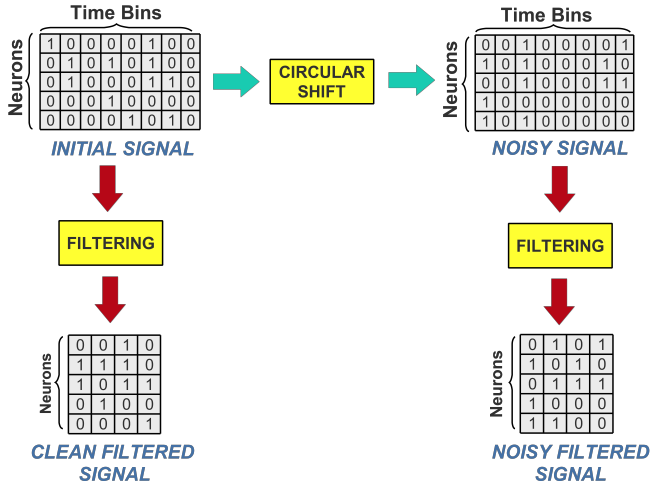 Time Bins
Neurons
1 0 0 0 0 1 0 0
0 1 0 1 0 1 0 0
0 1 0 0 0 1 1 0
0 0 0 1 0 0 0 0
0 0 0 0 1 0 1 0
INITIAL SIGNAL
CIRCULAR
SHIFT
Time Bins
Neurons
0 0 1 0 0 0 0 1
1 0 1 0 0 0 1 0
1 0 1 0 0 0 1 1
1 0 0 0 0 0 0 0
1 0 1 0 0 0 0 0
NOISY SIGNAL
FILTERING
FILTERING
Neurons
0 0 1 0
1 1 1 0
1 0 1 1
0 1 0 0
0 0 0 1
CLEAN FILTERED
SIGNAL
Neurons
0 1 0 1
1 0 1 0
0 1 1 1
1 0 0 0
1 1 0 0
NOISY FILTERED
SIGNAL